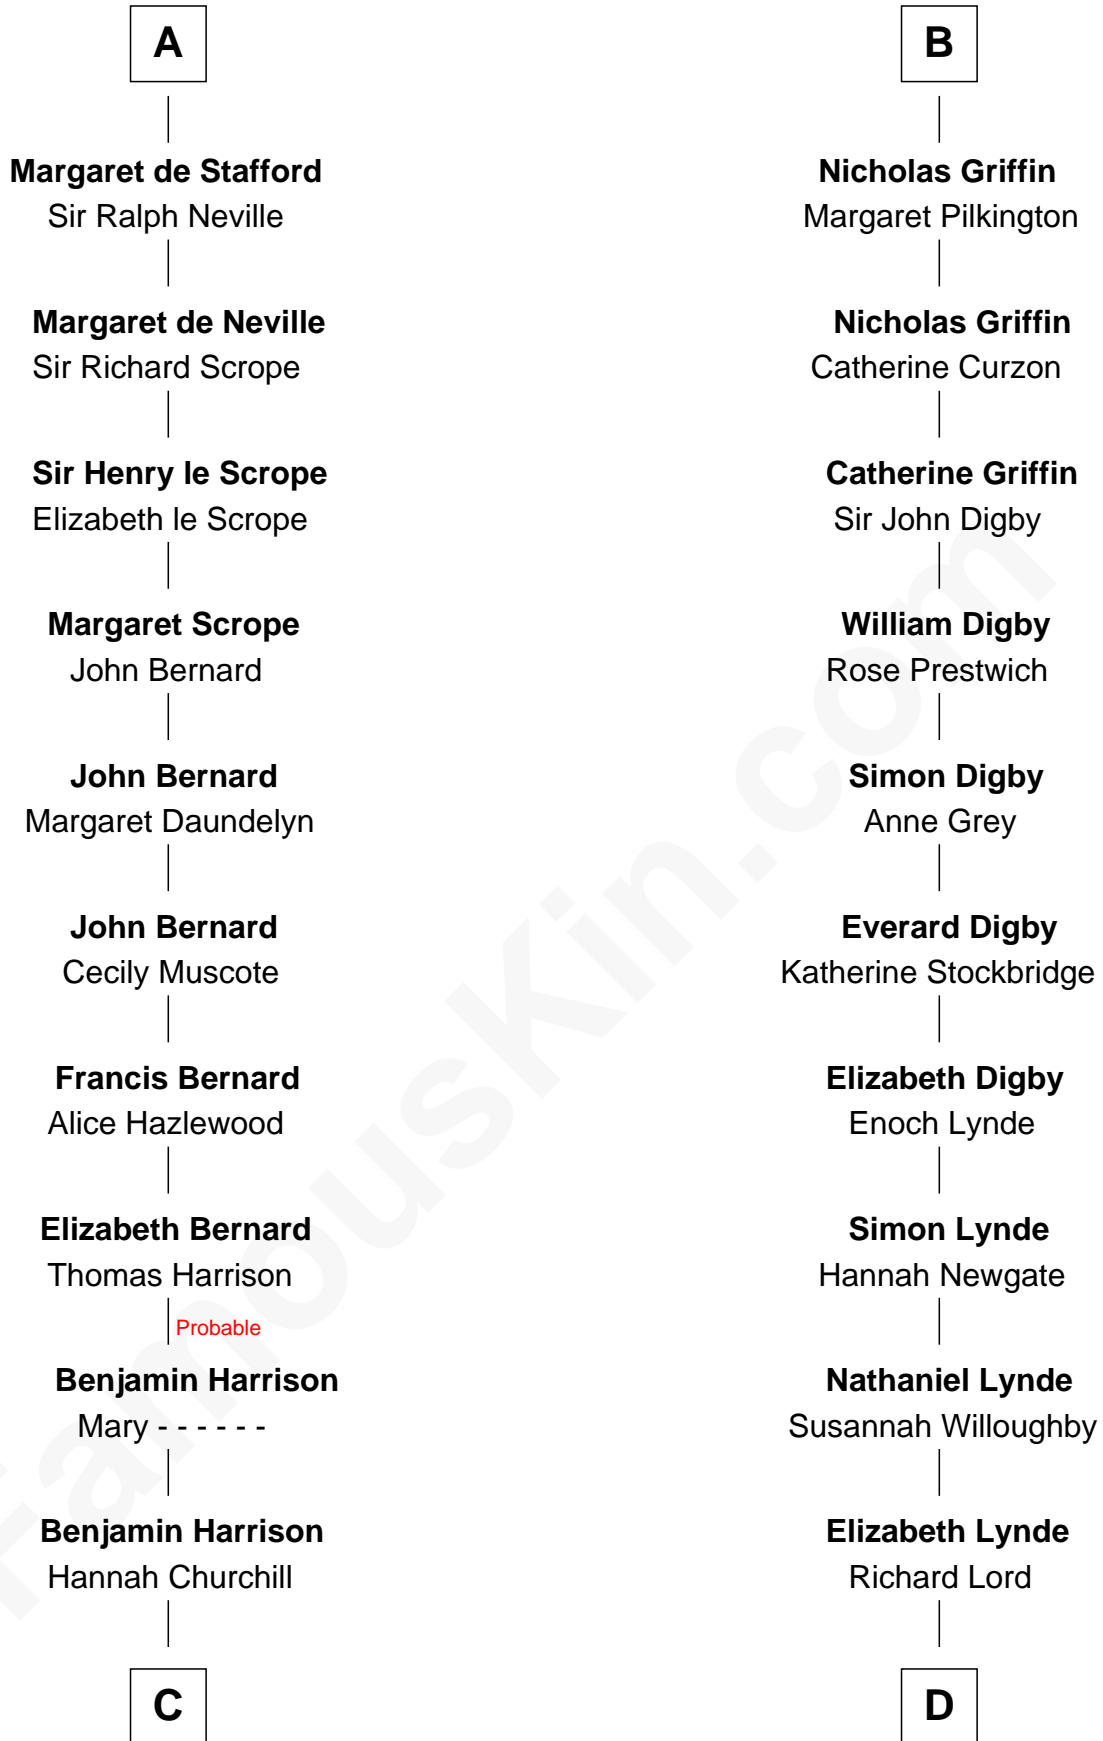 A
Margaret de Stafford
Sir Ralph Neville
Margaret de Neville
Sir Richard Scrope
Sir Henry le Scrope
Elizabeth le Scrope
Margaret Scrope
John Bernard
John Bernard
Margaret Daundelyn
John Bernard
Cecily Muscote
Francis Bernard
Alice Hazlewood
Elizabeth Bernard
Thomas Harrison
Probable
Benjamin Harrison
Mary - - - - - -
Benjamin Harrison
Hannah Churchill
C
B
Nicholas Griffin
Margaret Pilkington
Nicholas Griffin
Catherine Curzon
Catherine Griffin
Sir John Digby
William Digby
Rose Prestwich
Simon Digby
Anne Grey
Everard Digby
Katherine Stockbridge
Elizabeth Digby
Enoch Lynde
Simon Lynde
Hannah Newgate
Nathaniel Lynde
Susannah Willoughby
Elizabeth Lynde
Richard Lord
D
FamousKin.com